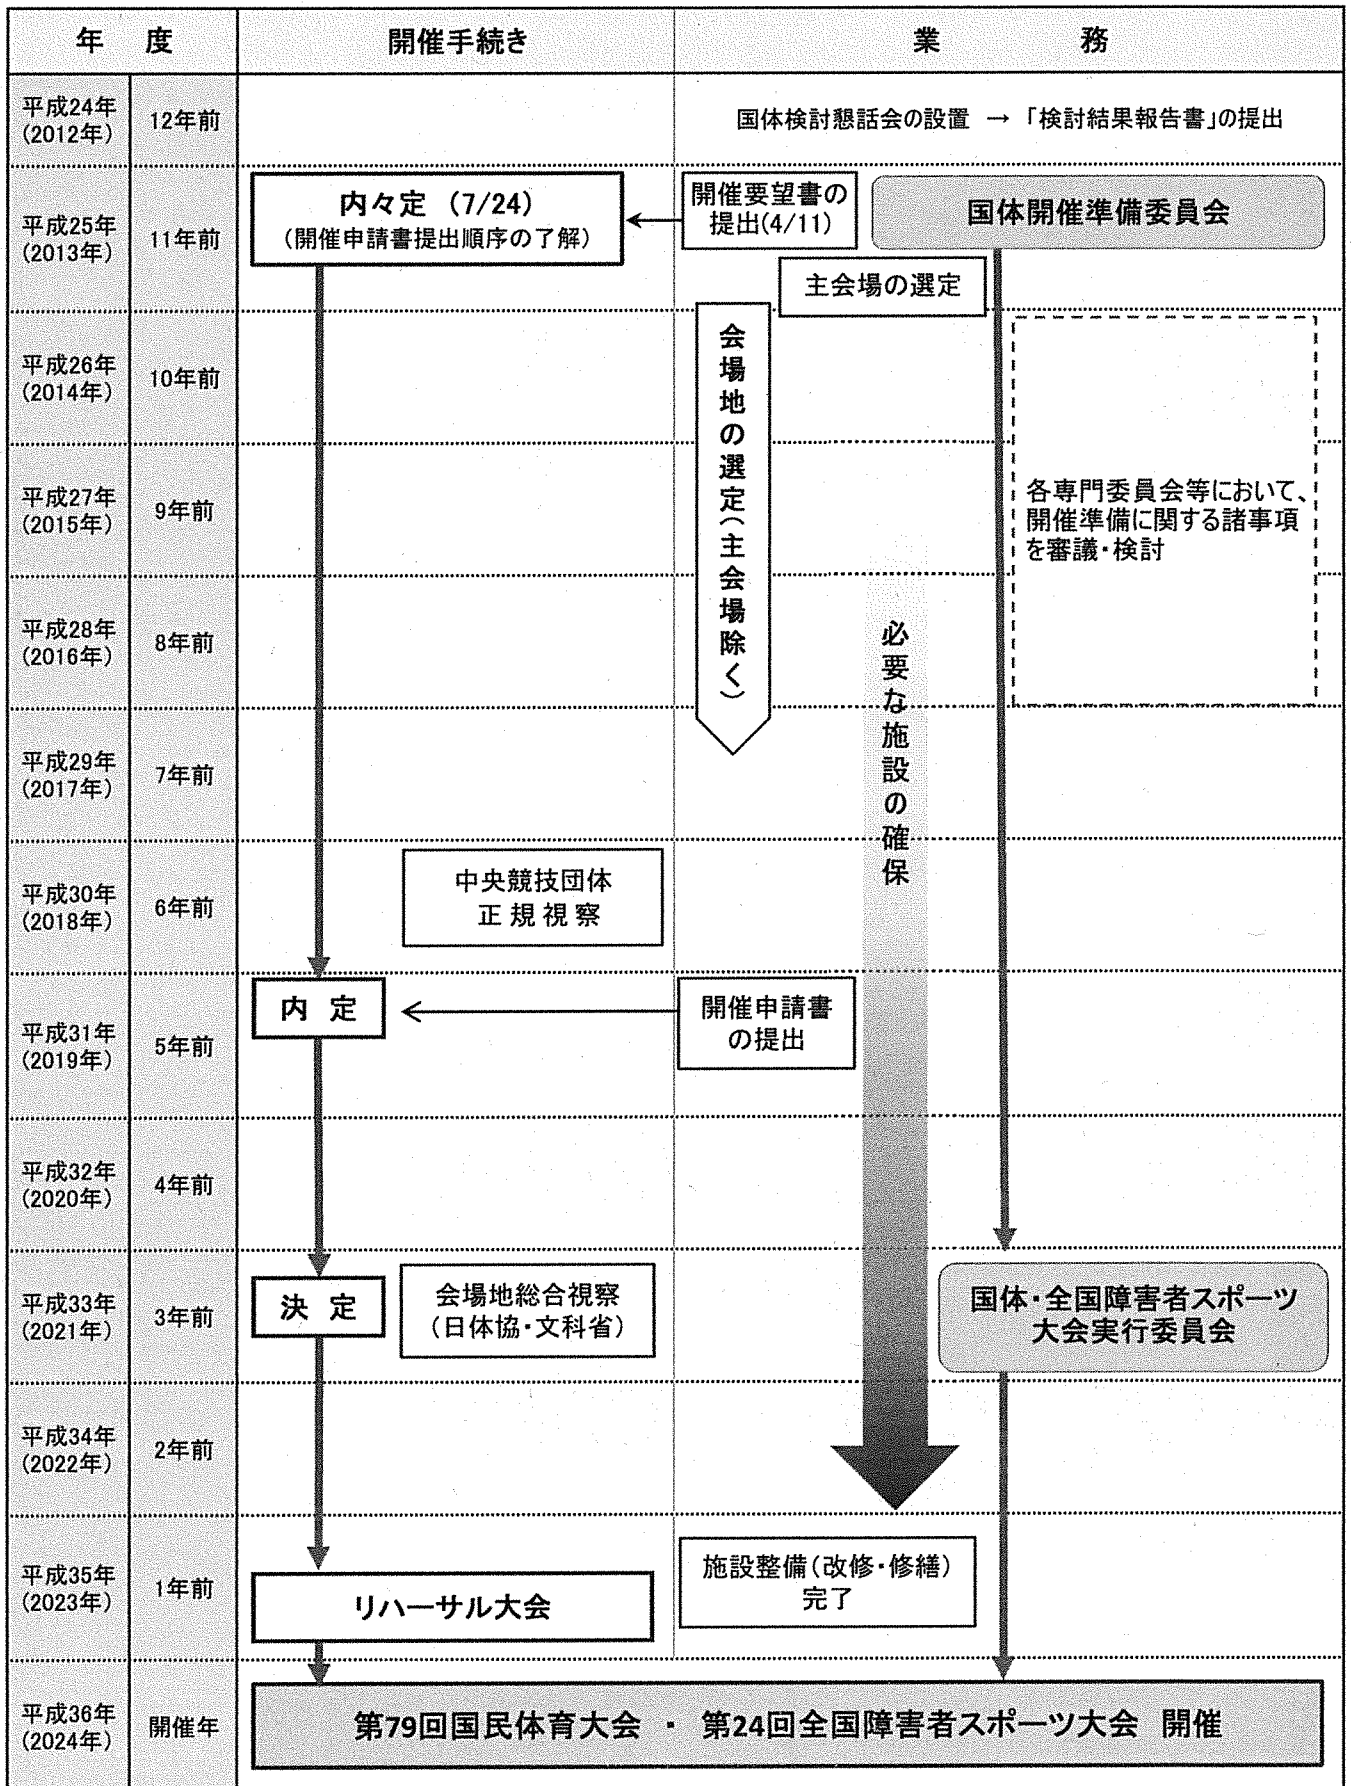 年　度
開催手続き
業　　　務
平成24年
(2012年)
12年前
国体検討懇話会の設置 → 「検討結果報告書」の提出
平成25年
(2013年)
11年前
内々定 (7/24)
(開催申請書提出順序の了解)
開催要望書の
提出(4/11)
国体開催準備委員会
主会場の選定
会場地の選定(主会場除く)
平成26年
(2014年)
10年前
平成27年
(2015年)
9年前
各専門委員会等において、
開催準備に関する諸事項
を審議・検討
平成28年
(2016年)
8年前
必要な施設の確保
平成29年
(2017年)
7年前
平成30年
(2018年)
6年前
中央競技団体
正規視察
平成31年
(2019年)
5年前
内 定
開催申請書
の提出
平成32年
(2020年)
4年前
平成33年
(2021年)
3年前
決 定
会場地総合視察
(日体協・文科省)
国体・全国障害者スポーツ
大会実行委員会
平成34年
(2022年)
2年前
平成35年
(2023年)
1年前
リハーサル大会
施設整備(改修・修繕)
完了
平成36年
(2024年)
開催年
第79回国民体育大会 ・ 第24回全国障害者スポーツ大会 開催